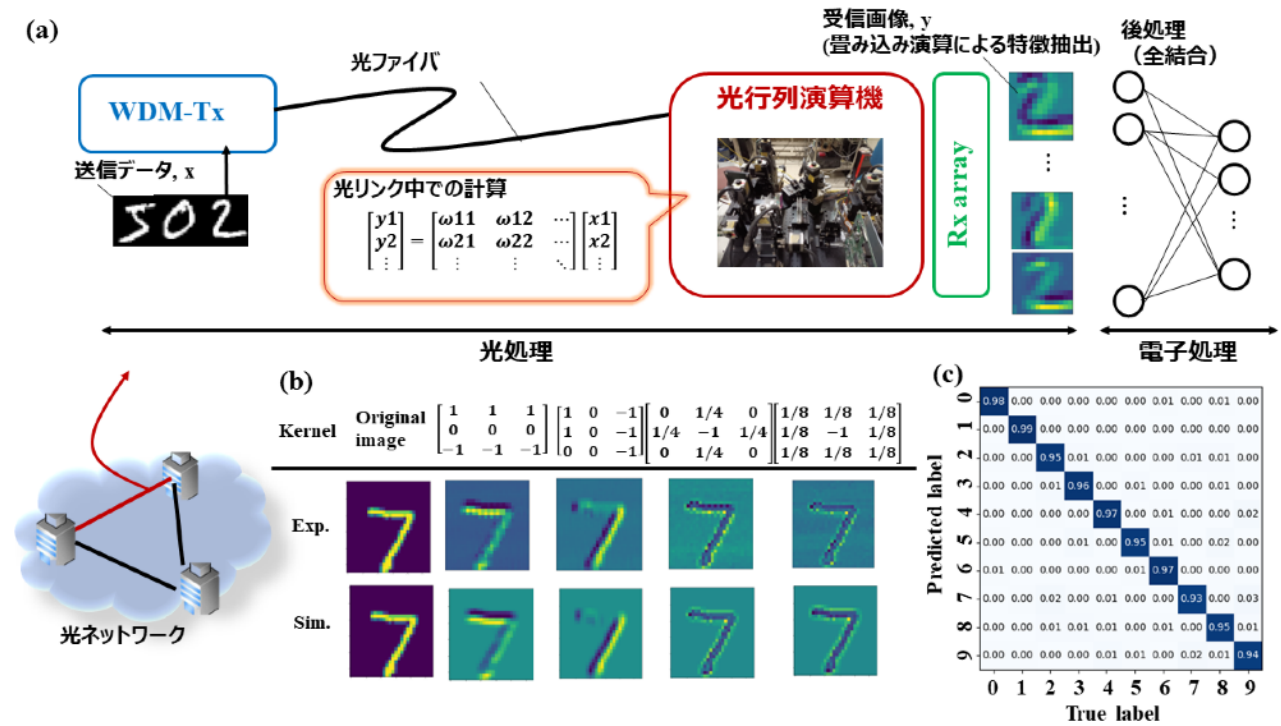 (a)
WDM-Tx
送信データ, x
502
光ファイバ
光リンク中での計算
[y1 y2 ⋮] = [ω11 ω12 ⋯ ω21 ω22 ⋯ ⋮ ⋮ ⋱] [x1 x2 ⋮]
光行列演算機
Rx array
受信画像, y
(畳み込み演算による特徴抽出)
⋮
後処理
（全結合）
⋮
⋮
光処理
電子処理
光ネットワーク
(b)
Kernel
Original
image
1 1 1
0 0 0
−1 −1 −1
1 0 −1
1 0 −1
0 0 −1
0 1/4 0
1/4 −1 1/4
0 1/4 0
1/8 1/8 1/8
1/8 −1 1/8
1/8 1/8 1/8
Exp.
Sim.
(c)
Predicted label
0 0.98 0.00 0.00 0.00 0.00 0.00 0.01 0.00 0.01 0.00
1 0.00 0.99 0.00 0.00 0.00 0.00 0.00 0.00 0.00 0.00
2 0.00 0.00 0.95 0.01 0.00 0.00 0.00 0.01 0.01 0.00
3 0.00 0.00 0.01 0.96 0.00 0.01 0.00 0.00 0.01 0.00
4 0.00 0.00 0.00 0.00 0.97 0.00 0.01 0.00 0.00 0.02
5 0.00 0.00 0.00 0.01 0.00 0.95 0.01 0.00 0.02 0.00
6 0.01 0.00 0.00 0.00 0.01 0.01 0.97 0.00 0.00 0.00
7 0.00 0.00 0.02 0.00 0.01 0.00 0.00 0.93 0.00 0.03
8 0.00 0.00 0.01 0.01 0.01 0.01 0.00 0.00 0.95 0.01
9 0.00 0.00 0.00 0.00 0.01 0.01 0.00 0.02 0.01 0.94
0 1 2 3 4 5 6 7 8 9
True label